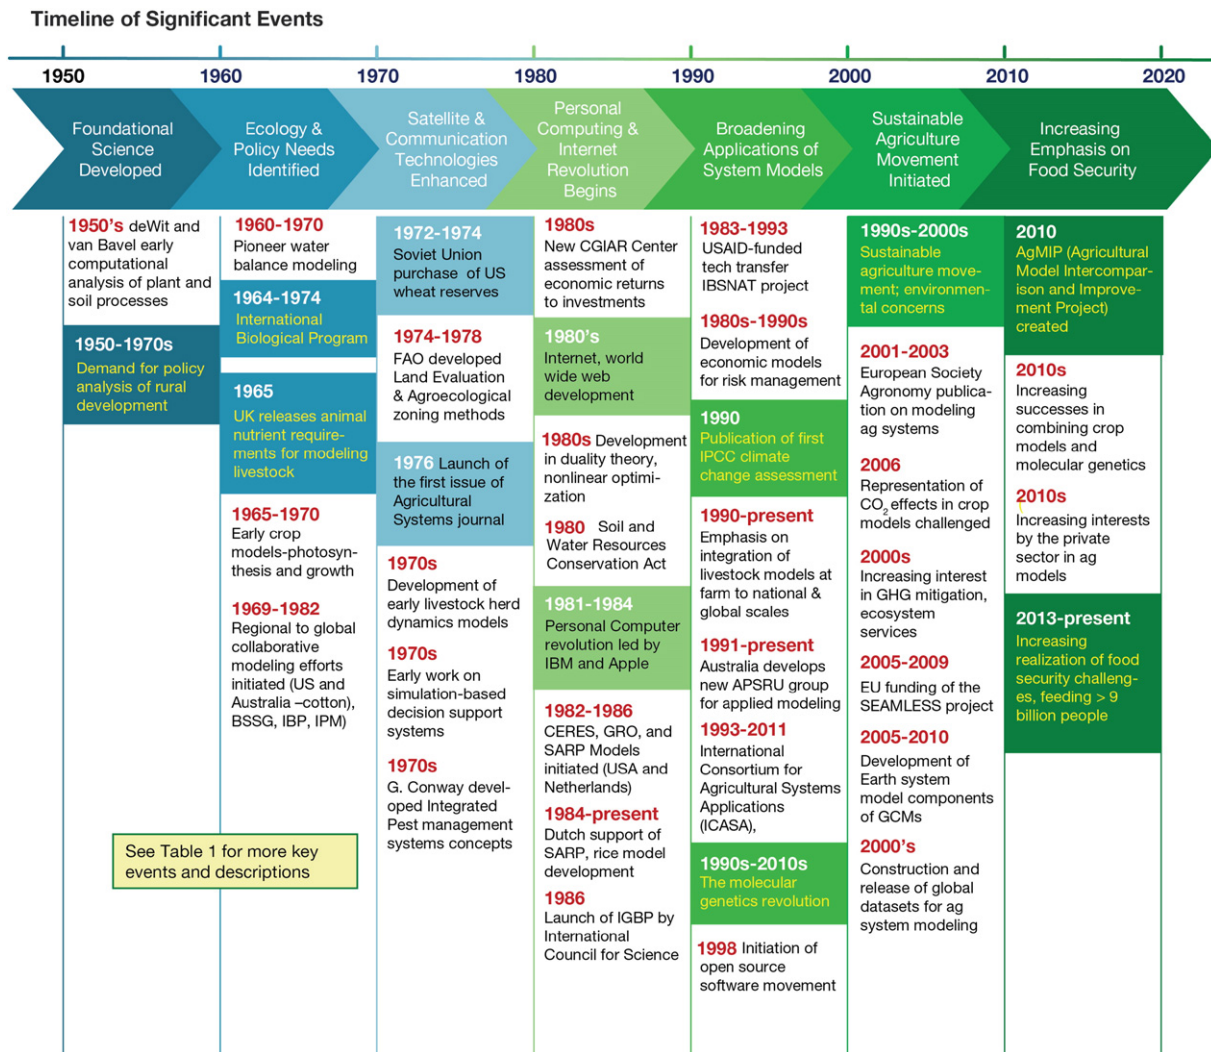 Timeline of Significant Events
1950
1960
1970
1980
1990
2000
2010
2020
Foundational
Science
Developed
Ecology &
Policy Needs
Identified
Satellite &
Communication
Technologies
Enhanced
Personal
Computing &
Internet
Revolution
Begins
Broadening
Applications of
System Models
Sustainable
Agriculture
Movement
Initiated
Increasing
Emphasis on
Food Security
1950's deWit and
van Bavel early
computational
analysis of plant and
soil processes
1950-1970s
Demand for policy
analysis of rural
development
1960-1970
Pioneer water
balance modeling
1964-1974
International
Biological Program
1965
UK releases animal
nutrient require-
ments for modeling
livestock
1965-1970
Early crop
models-photosyn-
thesis and growth
1969-1982
Regional to global
collaborative
modeling efforts
initiated (US and
Australia –cotton),
BSSG, IBP, IPM)
1972-1974
Soviet Union
purchase of US
wheat reserves
1974-1978
FAO developed
Land Evaluation
& Agroecological
zoning methods
1976 Launch of
the first issue of
Agricultural
Systems journal
1970s
Development of
early livestock herd
dynamics models
1970s
Early work on
simulation-based
decision support
systems
1970s
G. Conway devel-
oped Integrated
Pest management
systems concepts
1980s
New CGIAR Center
assessment of
economic returns
to investments
1980's
Internet, world
wide web
development
1980s Development
in duality theory,
nonlinear optimi-
zation
1980 Soil and
Water Resources
Conservation Act
1981-1984
Personal Computer
revolution led by
IBM and Apple
1982-1986
CERES, GRO, and
SARP Models
initiated (USA and
Netherlands)
1984-present
Dutch support of
SARP, rice model
development
1986
Launch of IGBP by
International
Council for Science
1983-1993
USAID-funded
tech transfer
IBSNAT project
1980s-1990s
Development of
economic models
for risk management
1990
Publication of first
IPCC climate
change assessment
1990-present
Emphasis on
integration of
livestock models at
farm to national &
global scales
1991-present
Australia develops
new APSRU group
for applied modeling
1993-2011
International
Consortium for
Agricultural Systems
Applications
(ICASA),
1990s-2010s
The molecular
genetics revolution
1998 Initiation of
open source
software movement
1990s-2000s
Sustainable
agriculture move-
ment; environmen-
tal concerns
2001-2003
European Society
Agronomy publica-
tion on modeling
ag systems
2006
Representation of
CO₂ effects in crop
models challenged
2000s
Increasing interest
in GHG mitigation,
ecosystem
services
2005-2009
EU funding of the
SEAMLESS project
2005-2010
Development of
Earth system
model components
of GCMs
2000's
Construction and
release of global
datasets for ag
system modeling
2010
AgMIP (Agricultural
Model Intercompar-
ison and Improve-
ment Project)
created
2010s
Increasing
successes in
combining crop
models and
molecular genetics
2010s
Increasing interests
by the private
sector in ag
models
2013-present
Increasing
realization of food
security challeng-
es, feeding > 9
billion people
See Table 1 for more key
events and descriptions